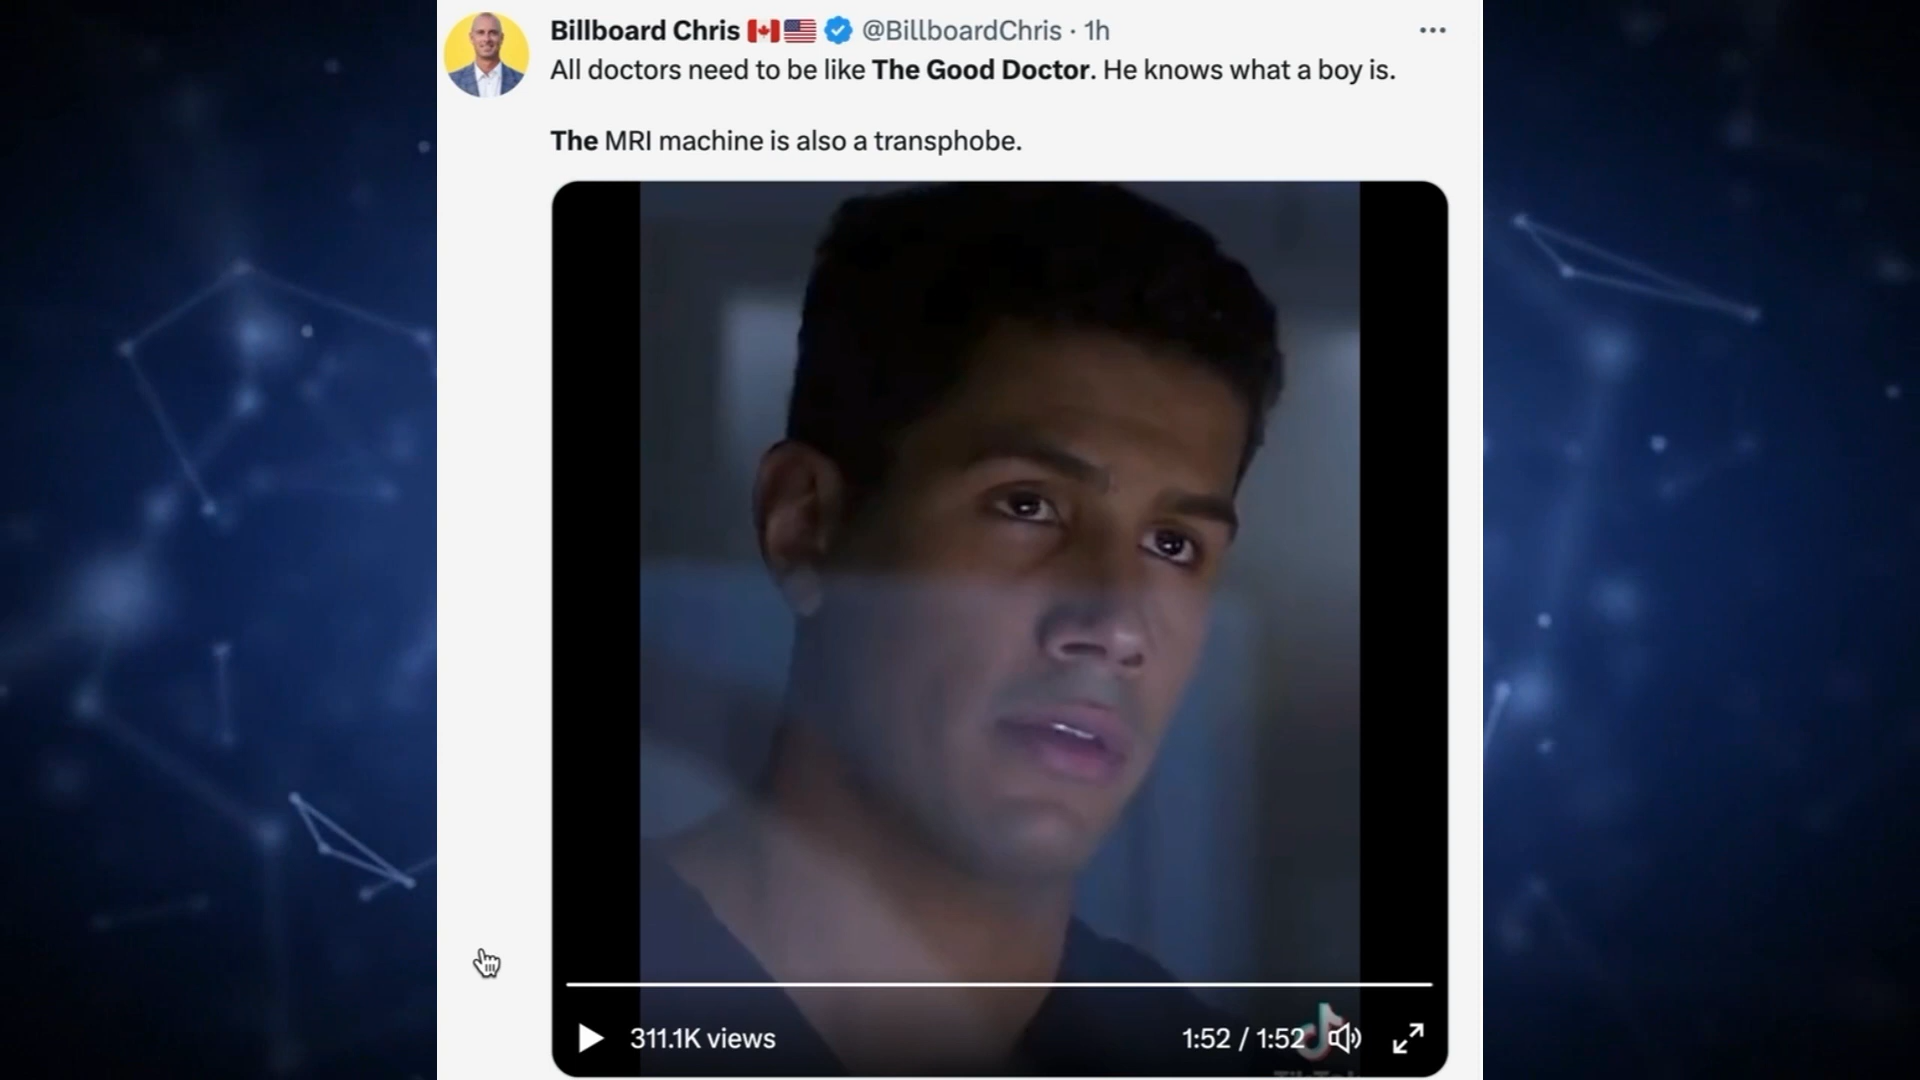 Billboard Chris 🇨🇦🇺🇸 @BillboardChris · 1h
All doctors need to be like The Good Doctor. He knows what a boy is.
The MRI machine is also a transphobe.
311.1K views
1:52 / 1:52